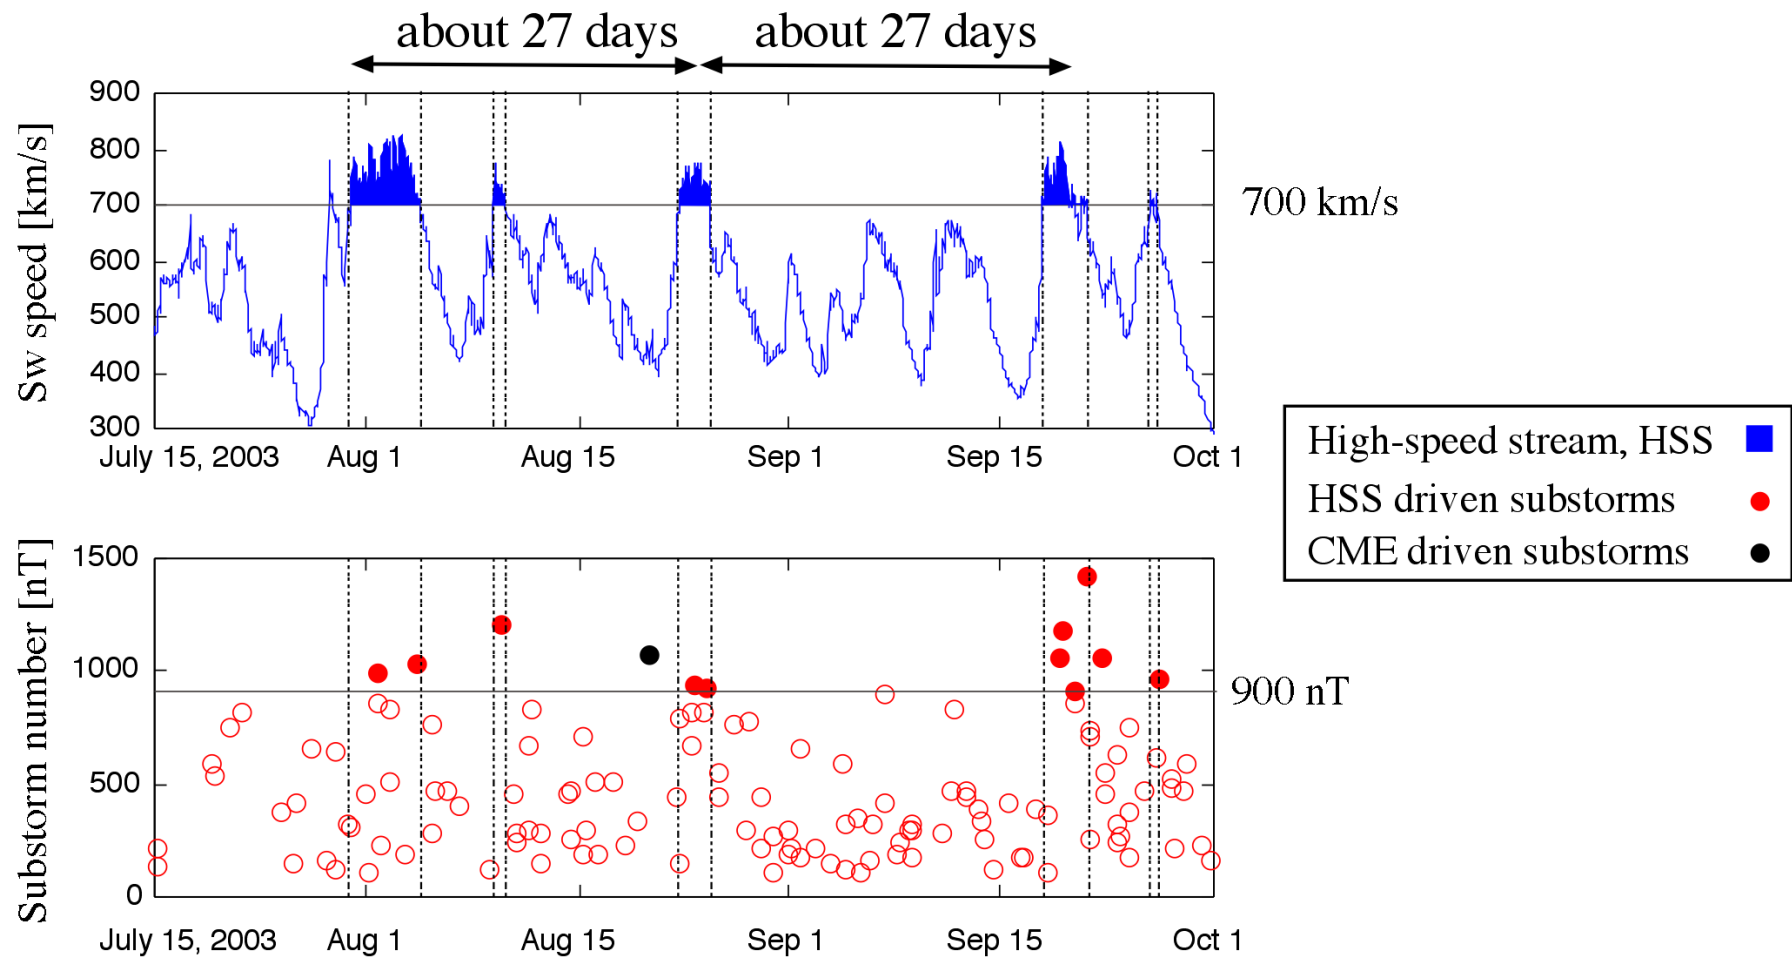 about 27 days about 27 days
Sw speed [km/s]
900
800
700
600
500
400
300
700 km/s
July 15, 2003 Aug 1 Aug 15 Sep 1 Sep 15 Oct 1
High-speed stream, HSS
HSS driven substorms
CME driven substorms
Substorm number [nT]
1500
1000
500
0
900 nT
July 15, 2003 Aug 1 Aug 15 Sep 1 Sep 15 Oct 1